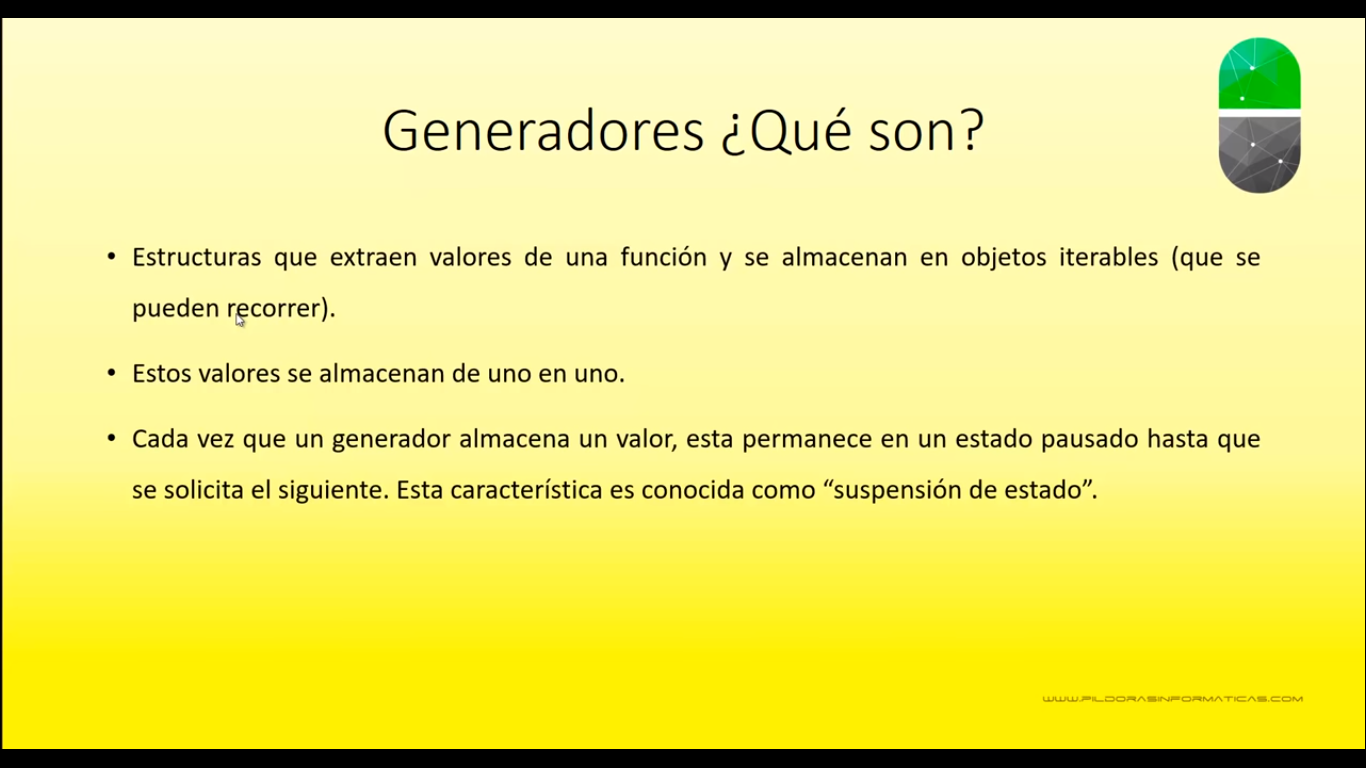 Generadores ¿Qué son?
• Estructuras que extraen valores de una función y se almacenan en objetos iterables (que se
pueden recorrer).
• Estos valores se almacenan de uno en uno.
• Cada vez que un generador almacena un valor, esta permanece en un estado pausado hasta que
se solicita el siguiente. Esta característica es conocida como “suspensión de estado”.
WWW.PILDORASINFORMATICAS.COM